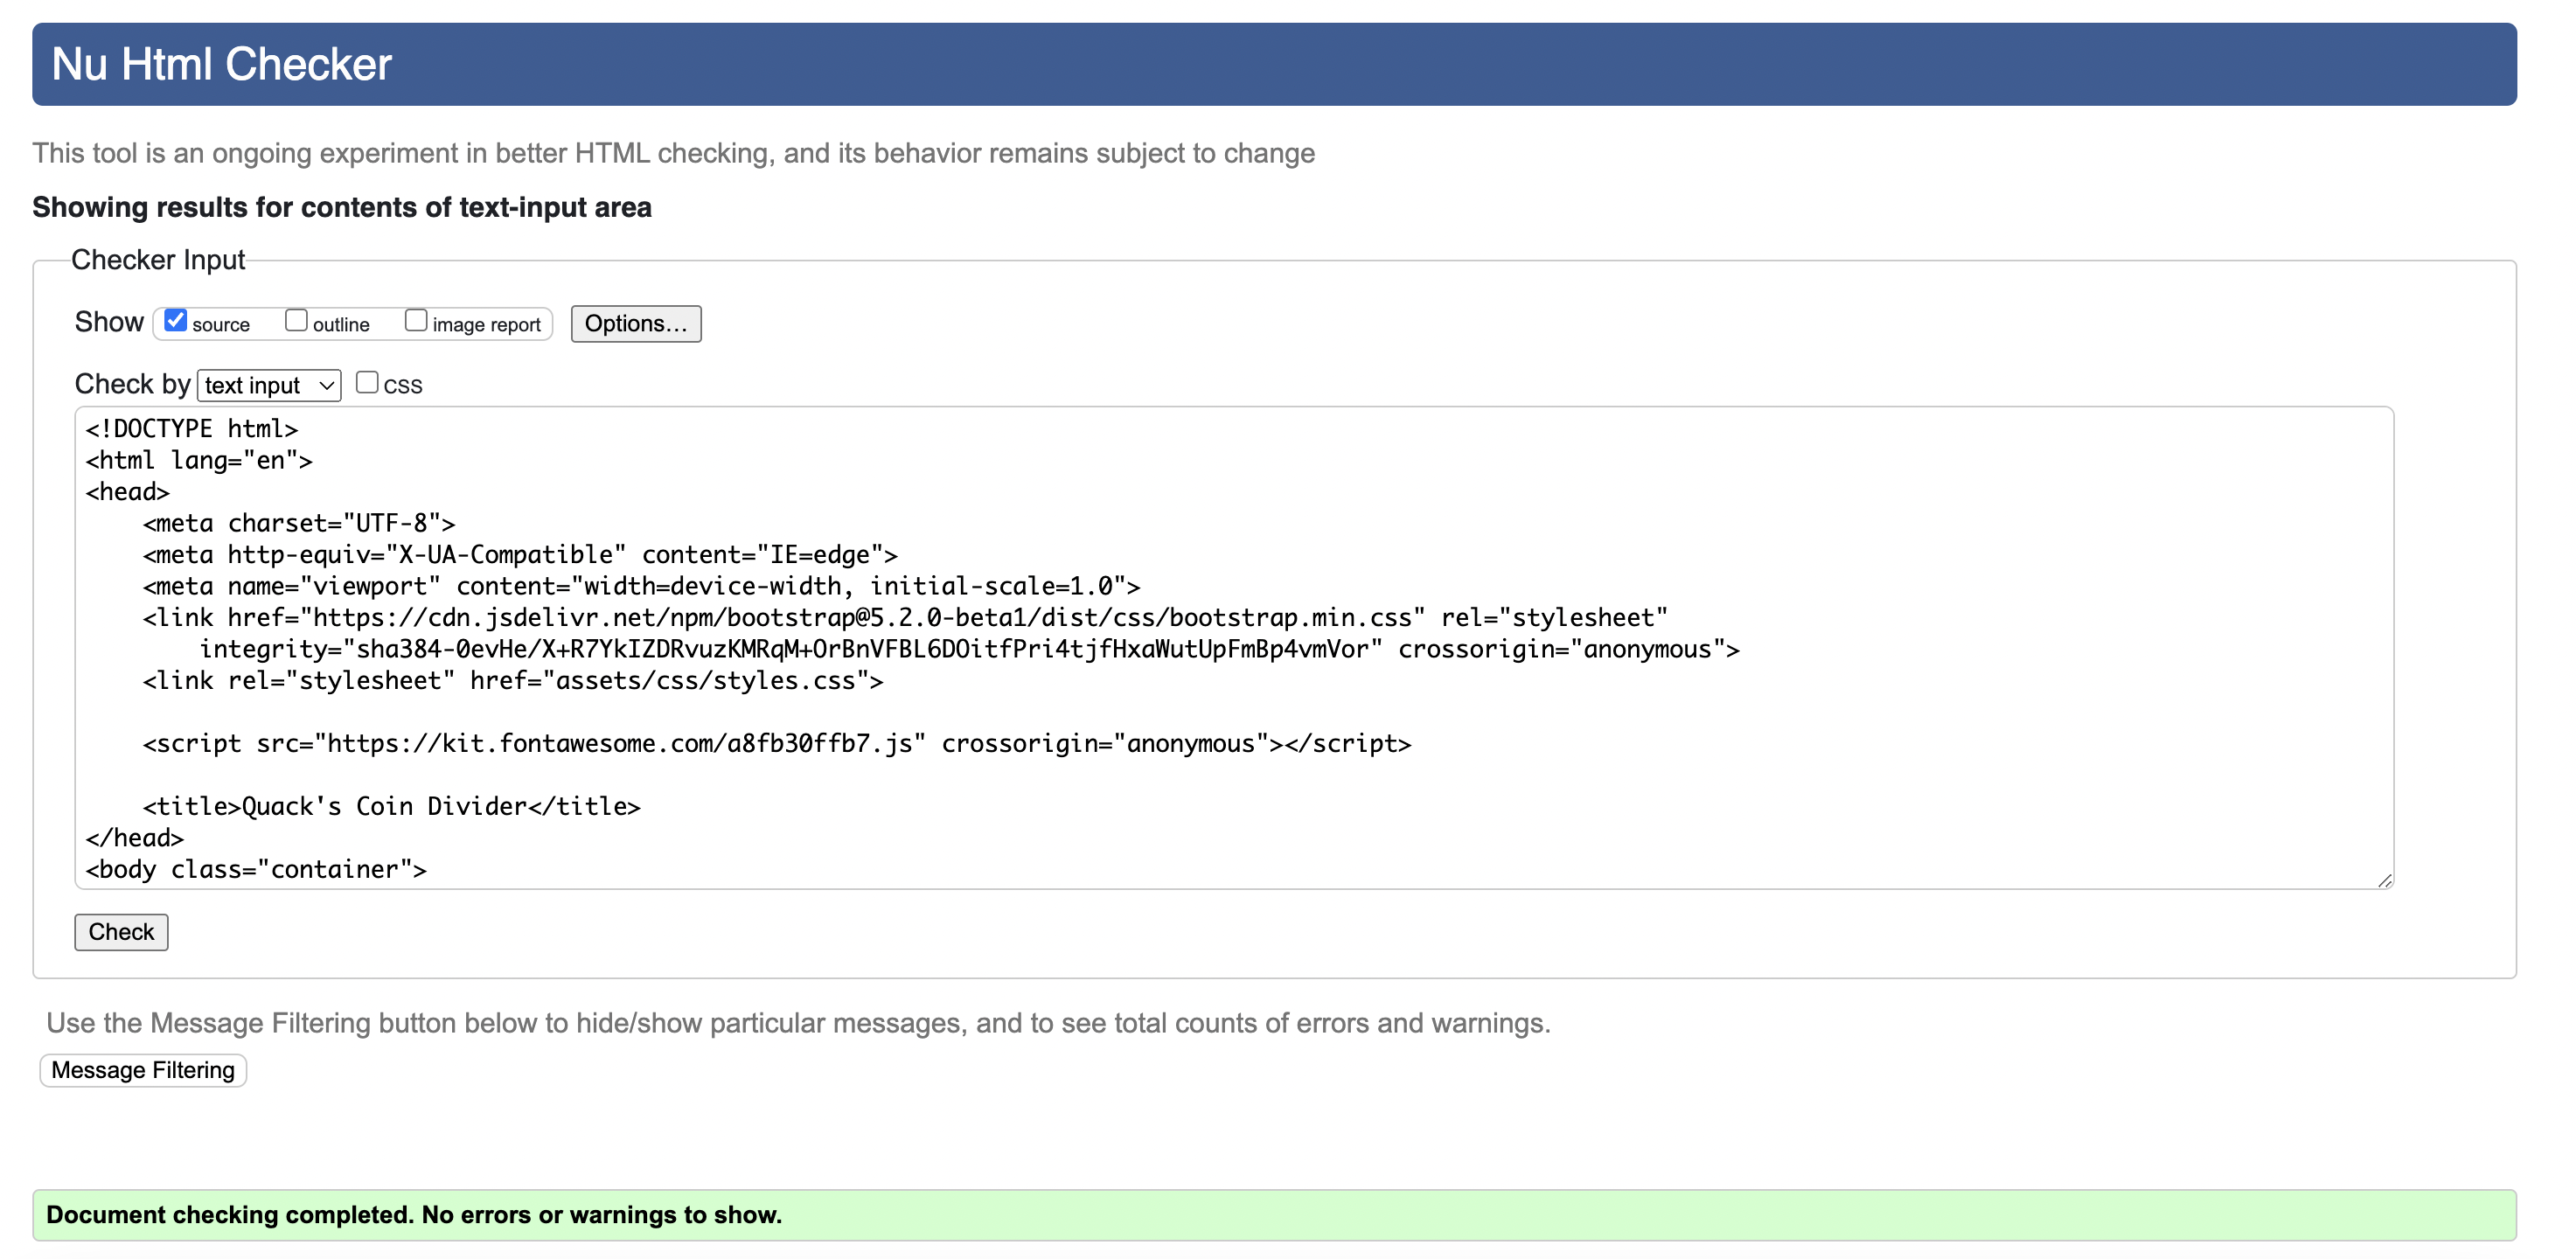 Nu Html Checker
This tool is an ongoing experiment in better HTML checking, and its behavior remains subject to change
Showing results for contents of text-input area
Checker Input
Show source outline image report Options...
Check by text input CSS
<!DOCTYPE html>
<html lang="en">
<head>
    <meta charset="UTF-8">
    <meta http-equiv="X-UA-Compatible" content="IE=edge">
    <meta name="viewport" content="width=device-width, initial-scale=1.0">
    <link href="https://cdn.jsdelivr.net/npm/bootstrap@5.2.0-beta1/dist/css/bootstrap.min.css" rel="stylesheet"
        integrity="sha384-0evHe/X+R7YkIZDRvuzKMRqM+OrBnVFBL6DOitfPri4tjfHxaWutUpFmBp4vmVor" crossorigin="anonymous">
    <link rel="stylesheet" href="assets/css/styles.css">
    <script src="https://kit.fontawesome.com/a8fb30ffb7.js" crossorigin="anonymous"></script>
    <title>Quack's Coin Divider</title>
</head>
<body class="container">
Check
Use the Message Filtering button below to hide/show particular messages, and to see total counts of errors and warnings.
Message Filtering
Document checking completed. No errors or warnings to show.